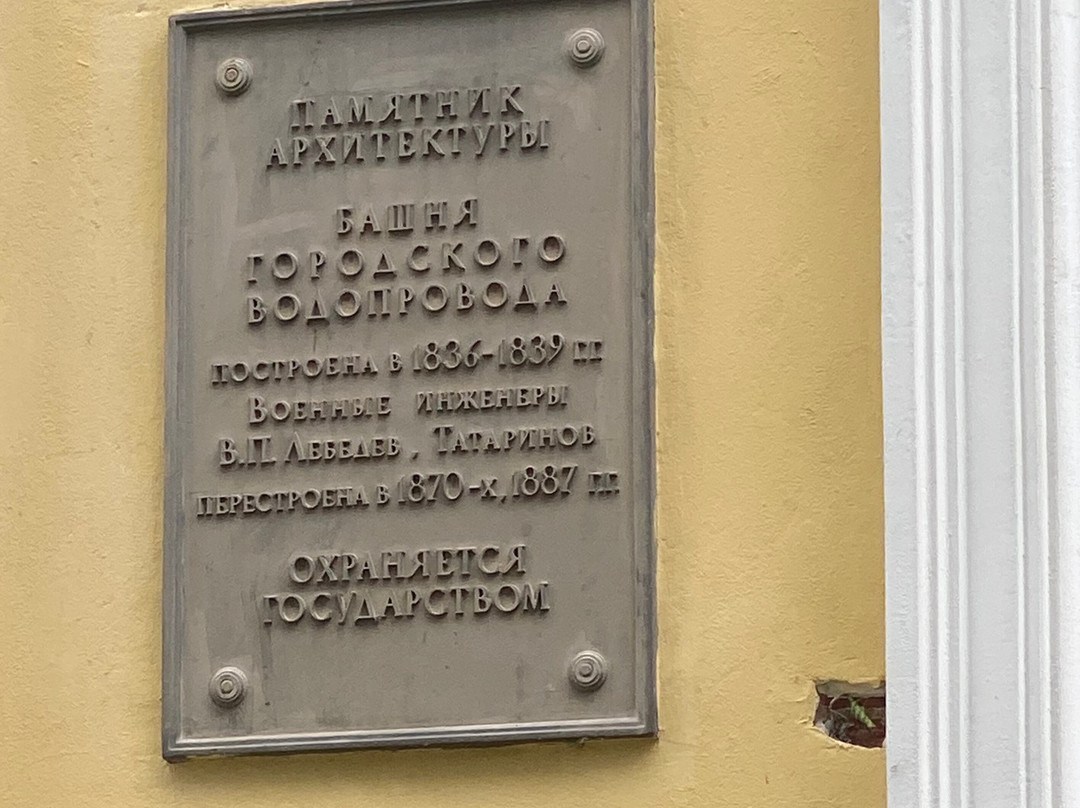 ПАМЯТНИК
АРХИТЕКТУРЫ
БАШНЯ
ГОРОДСКОГО
ВОДОПРОВОДА
ПОСТРОЕНА В 1836-1839 ГГ.
ВОЕННЫЕ ИНЖЕНЕРЫ
В.П. ЛЕБЕДЕВ, ТАТАРИНОВ
ПЕРЕСТРОЕНА В 1870-Х, 1887 ГГ.
ОХРАНЯЕТСЯ
ГОСУДАРСТВОМ